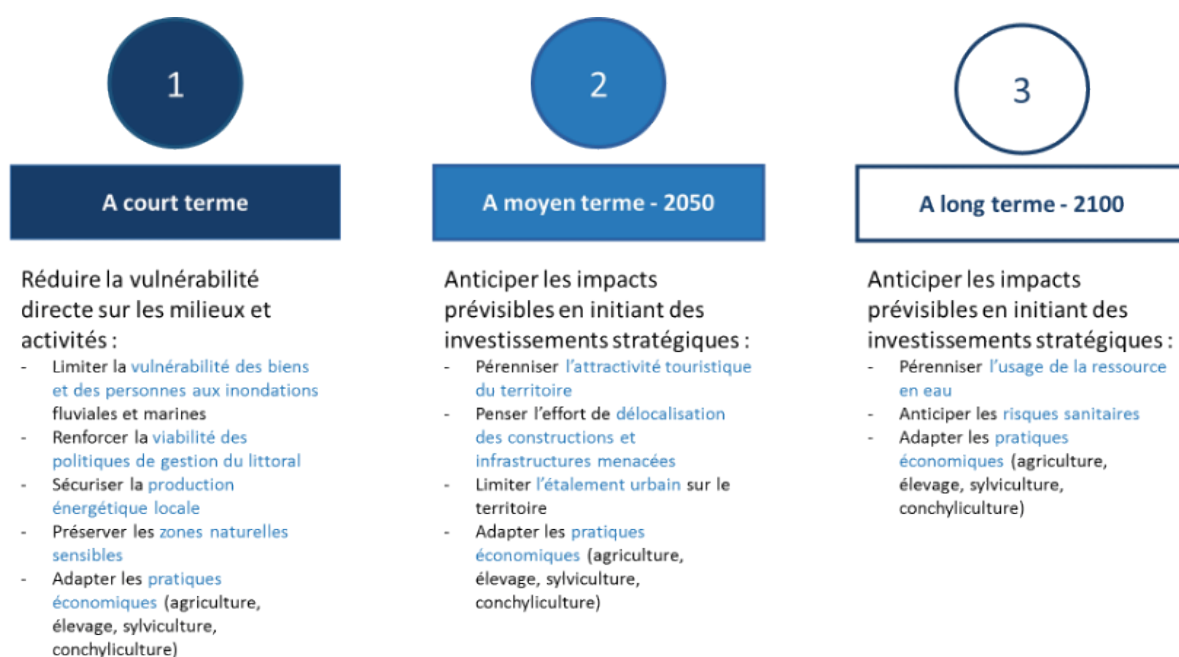 1
A court terme
Réduire la vulnérabilité
directe sur les milieux et
activités :
- Limiter la vulnérabilité des biens
et des personnes aux inondations
fluviales et marines
- Renforcer la viabilité des
politiques de gestion du littoral
- Sécuriser la production
énergétique locale
- Préserver les zones naturelles
sensibles
- Adapter les pratiques
économiques (agriculture,
élevage, sylviculture,
conchyliculture)
2
A moyen terme - 2050
Anticiper les impacts
prévisibles en initiant des
investissements stratégiques :
- Pérenniser l'attractivité touristique
du territoire
- Penser l'effort de délocalisation
des constructions et
infrastructures menacées
- Limiter l'étalement urbain sur le
territoire
- Adapter les pratiques
économiques (agriculture,
élevage, sylviculture,
conchyliculture)
3
A long terme - 2100
Anticiper les impacts
prévisibles en initiant des
investissements stratégiques :
- Pérenniser l'usage de la ressource
en eau
- Anticiper les risques sanitaires
- Adapter les pratiques
économiques (agriculture,
élevage, sylviculture,
conchyliculture)